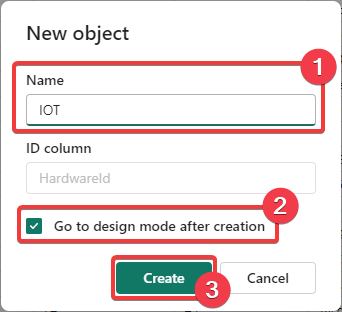 New object
1
Name
IOT
ID column
HardwareId
2
Go to design mode after creation
Create
Cancel
3